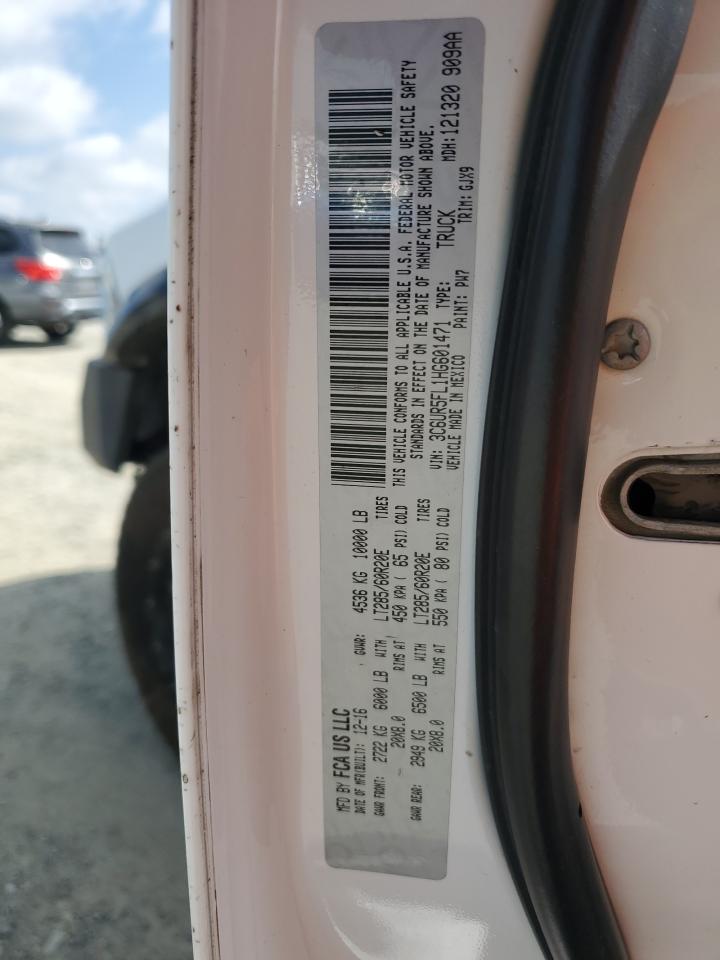 MFD BY FCA US LLC
DATE OF MFR(BUILT): 12-16 GVWR: 4536 KG 10000 LB
GAWR FRONT: 2722 KG 6000 LB WITH LT285/60R20E TIRES
20X8.0 RIMS AT 450 KPA ( 65 PSI) COLD
GAWR REAR: 2949 KG 6500 LB WITH LT285/60R20E TIRES
20X8.0 RIMS AT 550 KPA ( 80 PSI) COLD
THIS VEHICLE CONFORMS TO ALL APPLICABLE U.S.A. FEDERAL MOTOR VEHICLE SAFETY
STANDARDS IN EFFECT ON THE DATE OF MANUFACTURE SHOWN ABOVE.
VIN: 3C6UR5FL1HG601471 TYPE: TRUCK MDH:121320 909AA
VEHICLE MADE IN MEXICO PAINT: PW7 TRIM: GJX9